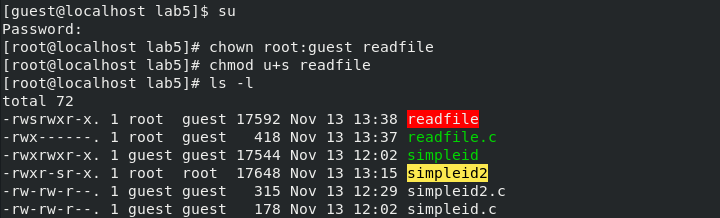 [guest@localhost lab5]$ su
Password:
[root@localhost lab5]# chown root:guest readfile
[root@localhost lab5]# chmod u+s readfile
[root@localhost lab5]# ls -l
total 72
-rwsrwxr-x. 1 root  guest 17592 Nov 13 13:38 readfile
-rwx------. 1 root  guest   418 Nov 13 13:37 readfile.c
-rwxrwxr-x. 1 guest guest 17544 Nov 13 12:02 simpleid
-rwxr-sr-x. 1 root  root  17648 Nov 13 13:15 simpleid2
-rw-rw-r--. 1 guest guest   315 Nov 13 12:29 simpleid2.c
-rw-rw-r--. 1 guest guest   178 Nov 13 12:02 simpleid.c